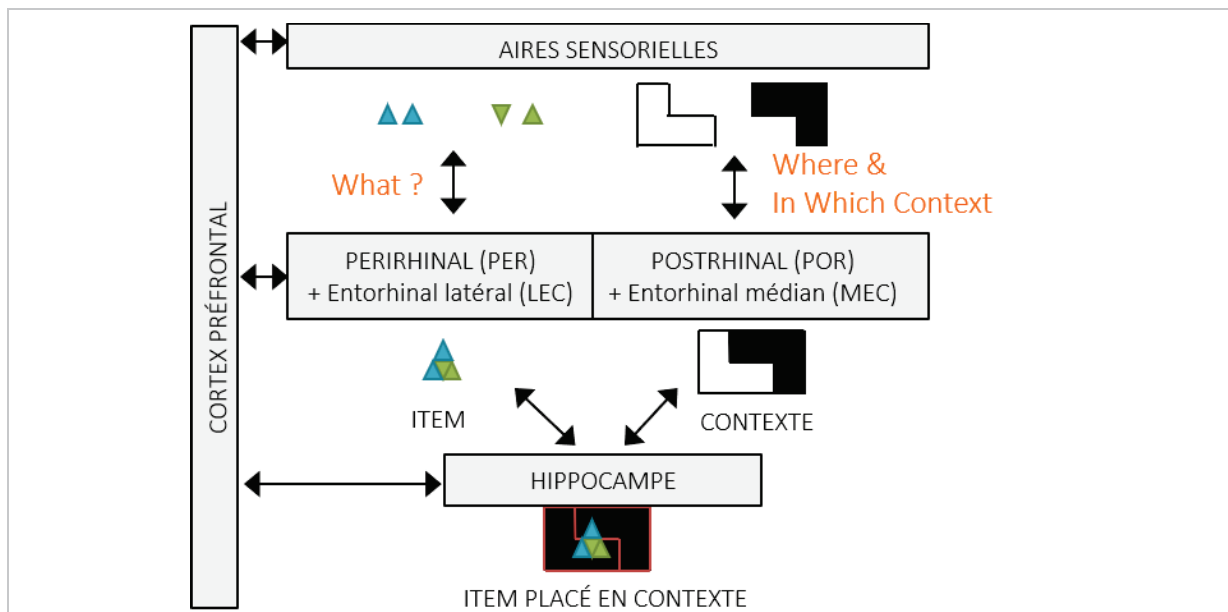 AIRES SENSORIELLES
What ?
Where &
In Which Context
CORTEX PRÉFRONTAL
PERIRHINAL (PER)
+ Entorhinal latéral (LEC)
POSTRHINAL (POR)
+ Entorhinal médian (MEC)
ITEM
CONTEXTE
HIPPOCAMPE
ITEM PLACÉ EN CONTEXTE